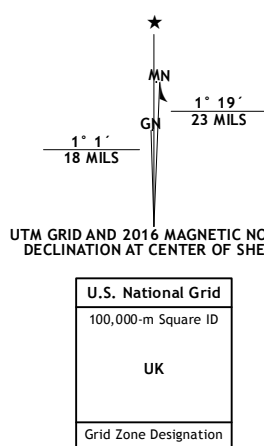 ★
MN
1° 19´
23 MILS
GN
1° 1´
18 MILS
UTM GRID AND 2016 MAGNETIC NO
DECLINATION AT CENTER OF SHE
U.S. National Grid
100,000-m Square ID
UK
Grid Zone Designation